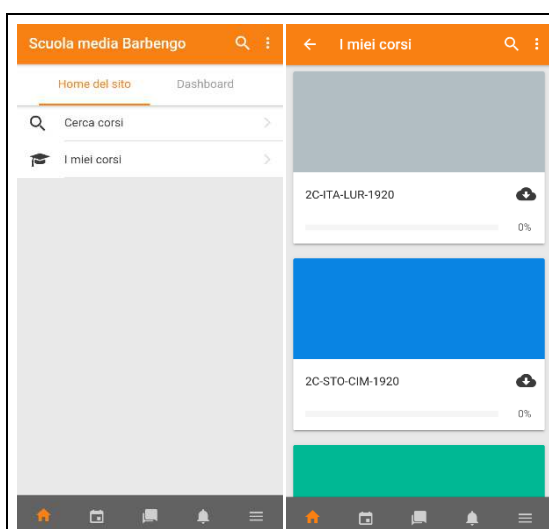 Scuola media Barbengo
Home del sito Dashboard
Cerca corsi
I miei corsi
I miei corsi
2C-ITA-LUR-1920
0%
2C-STO-CIM-1920
0%